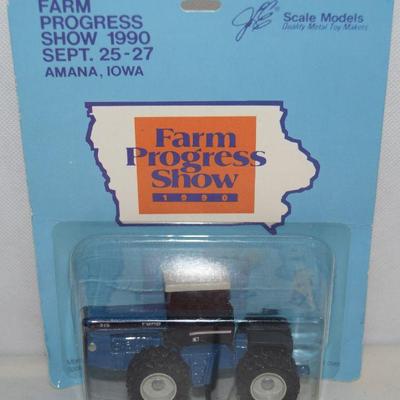 FARM
PROGRESS
SHOW 1990
SEPT. 25-27
AMANA, IOWA
Scale Models
Quality Metal Toy Makers
Farm
Progress
Show
1990